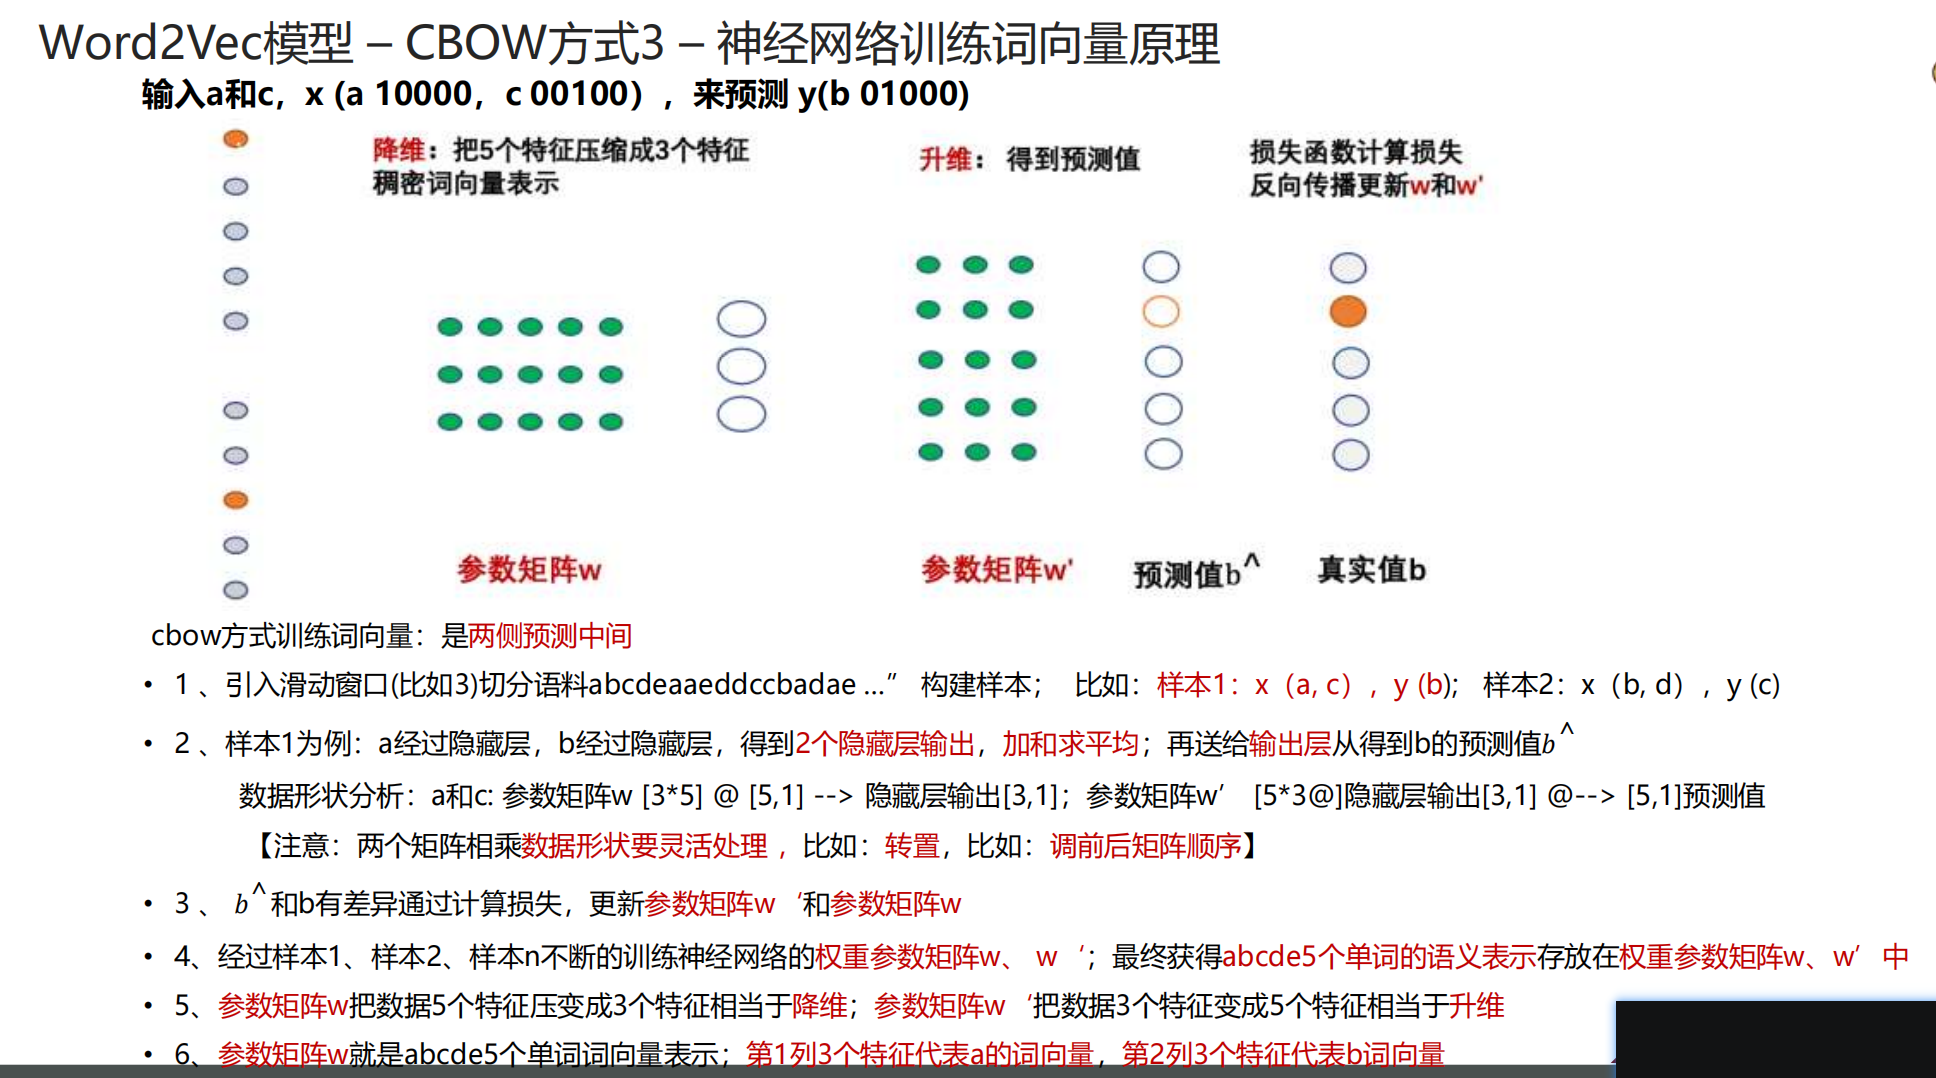 Word2Vec模型 – CBOW方式3 – 神经网络训练词向量原理
输入a和c，x (a 10000，c 00100），来预测 y(b 01000)
降维：把5个特征压缩成3个特征
稠密词向量表示
升维： 得到预测值
损失函数计算损失
反向传播更新w和w'
参数矩阵w
参数矩阵w'
预测值b^
真实值b
cbow方式训练词向量：是两侧预测中间
• 1 、引入滑动窗口(比如3)切分语料abcdeaaeddccbadae ...” 构建样本； 比如：样本1：x（a, c），y (b); 样本2：x（b, d），y (c)
• 2 、样本1为例：a经过隐藏层，b经过隐藏层，得到2个隐藏层输出，加和求平均；再送给输出层从得到b的预测值b^
数据形状分析：a和c: 参数矩阵w [3*5] @ [5,1] --> 隐藏层输出[3,1]；参数矩阵w’ [5*3@]隐藏层输出[3,1] @--> [5,1]预测值
【注意：两个矩阵相乘数据形状要灵活处理 ，比如：转置，比如：调前后矩阵顺序】
• 3 、 b^和b有差异通过计算损失，更新参数矩阵w‘和参数矩阵w
• 4、经过样本1、样本2、样本n不断的训练神经网络的权重参数矩阵w、 w‘；最终获得abcde5个单词的语义表示存放在权重参数矩阵w、w’ 中
• 5、参数矩阵w把数据5个特征压变成3个特征相当于降维；参数矩阵w‘把数据3个特征变成5个特征相当于升维
• 6、参数矩阵w就是abcde5个单词词向量表示；第1列3个特征代表a的词向量，第2列3个特征代表b词向量